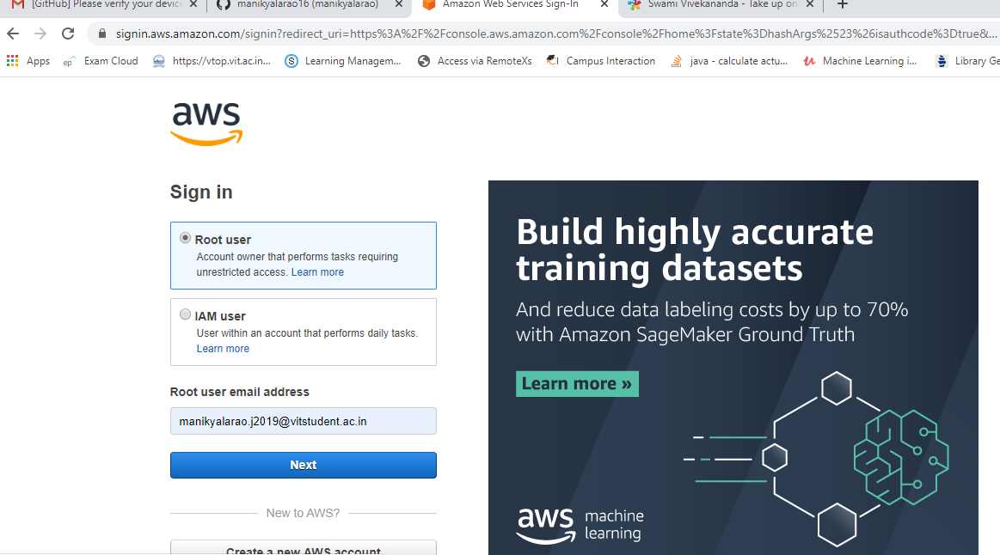 [GitHub] Please verify your device
manikyalarao16 (manikyalarao)
Amazon Web Services Sign-In
Swami Vivekananda - Take up on
signin.aws.amazon.com/signin?redirect_uri=https%3A%2F%2Fconsole.aws.amazon.com%2Fconsole%2Fhome%3Fstate%3DhashArgs%2523%26isauthcode%3Dtrue&...
Apps
ep
Exam Cloud
https://vtop.vit.ac.in...
Learning Managem...
Access via RemoteXs
Campus Interaction
java - calculate actu...
Machine Learning i...
Library Ge
aws
Sign in
Root user
Account owner that performs tasks requiring
unrestricted access. Learn more
IAM user
User within an account that performs daily tasks.
Learn more
Root user email address
manikyalarao.j2019@vitstudent.ac.in
Next
New to AWS?
Create a new AWS account
Build highly accurate
training datasets
And reduce data labeling costs by up to 70%
with Amazon SageMaker Ground Truth
Learn more »
aws machine
learning